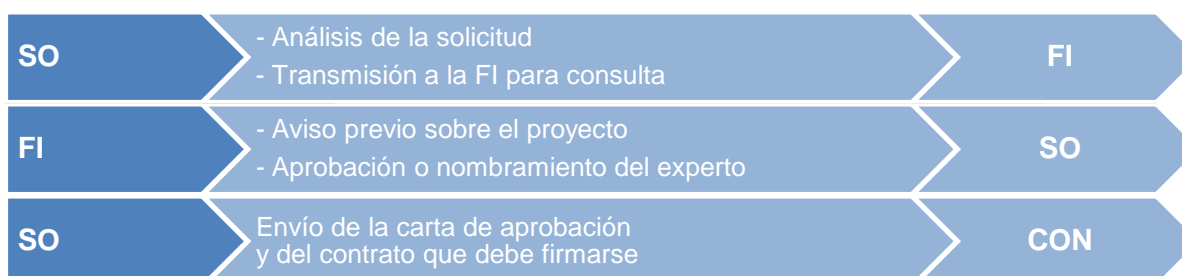 SO
- Análisis de la solicitud
- Transmisión a la FI para consulta
FI
FI
- Aviso previo sobre el proyecto
- Aprobación o nombramiento del experto
SO
SO
Envío de la carta de aprobación
y del contrato que debe firmarse
CON